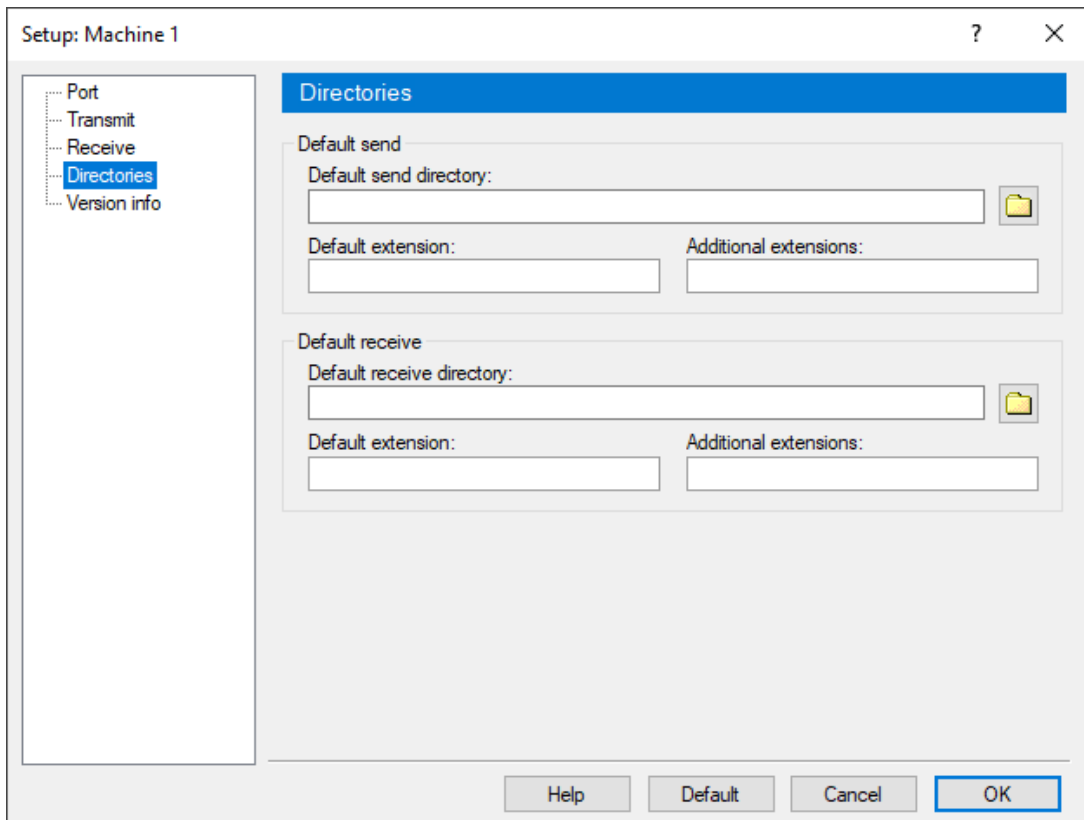 Setup: Machine 1
?
Port
Transmit
Receive
Directories
Version info
Directories
Default send
Default send directory:
Default extension: Additional extensions:
Default receive
Default receive directory:
Default extension: Additional extensions:
Help Default Cancel OK